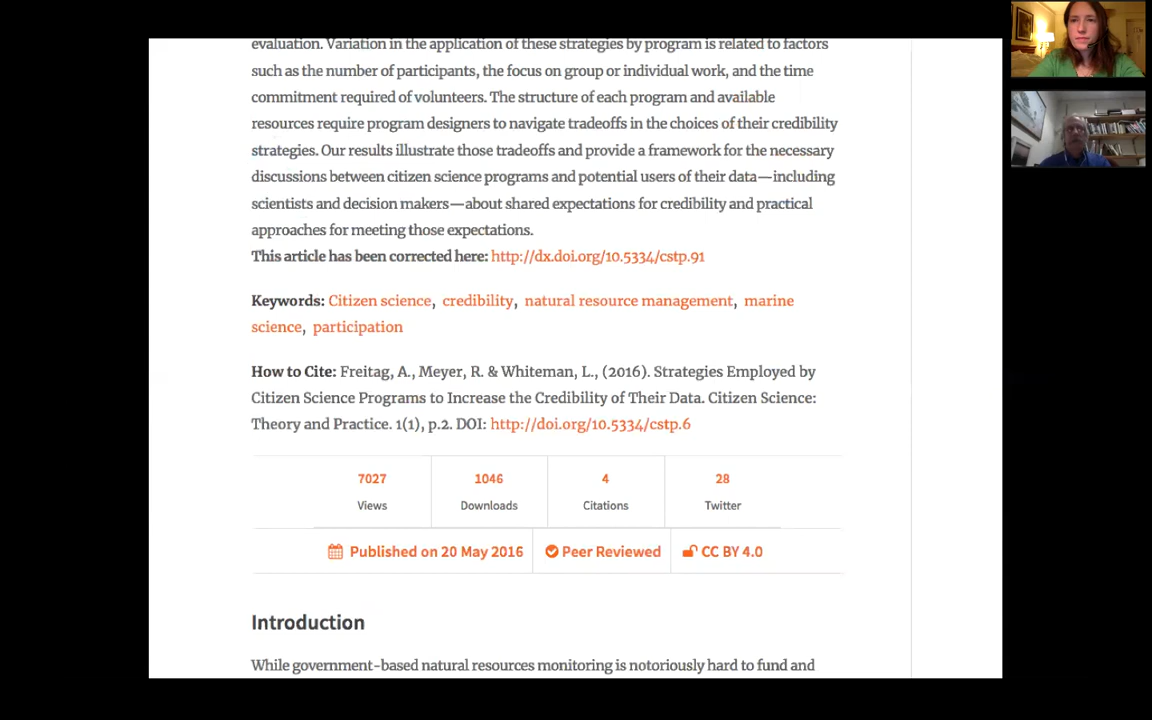 evaluation. Variation in the application of these strategies by program is related to factors
such as the number of participants, the focus on group or individual work, and the time
commitment required of volunteers. The structure of each program and available
resources require program designers to navigate tradeoffs in the choices of their credibility
strategies. Our results illustrate those tradeoffs and provide a framework for the necessary
discussions between citizen science programs and potential users of their data—including
scientists and decision makers—about shared expectations for credibility and practical
approaches for meeting those expectations.
This article has been corrected here: http://dx.doi.org/10.5334/cstp.91
Keywords: Citizen science, credibility, natural resource management, marine
science, participation
How to Cite: Freitag, A., Meyer, R. & Whiteman, L., (2016). Strategies Employed by
Citizen Science Programs to Increase the Credibility of Their Data. Citizen Science:
Theory and Practice. 1(1), p.2. DOI: http://doi.org/10.5334/cstp.6
7027 1046 4 28
Views Downloads Citations Twitter
Published on 20 May 2016 Peer Reviewed CC BY 4.0
Introduction
While government-based natural resources monitoring is notoriously hard to fund and